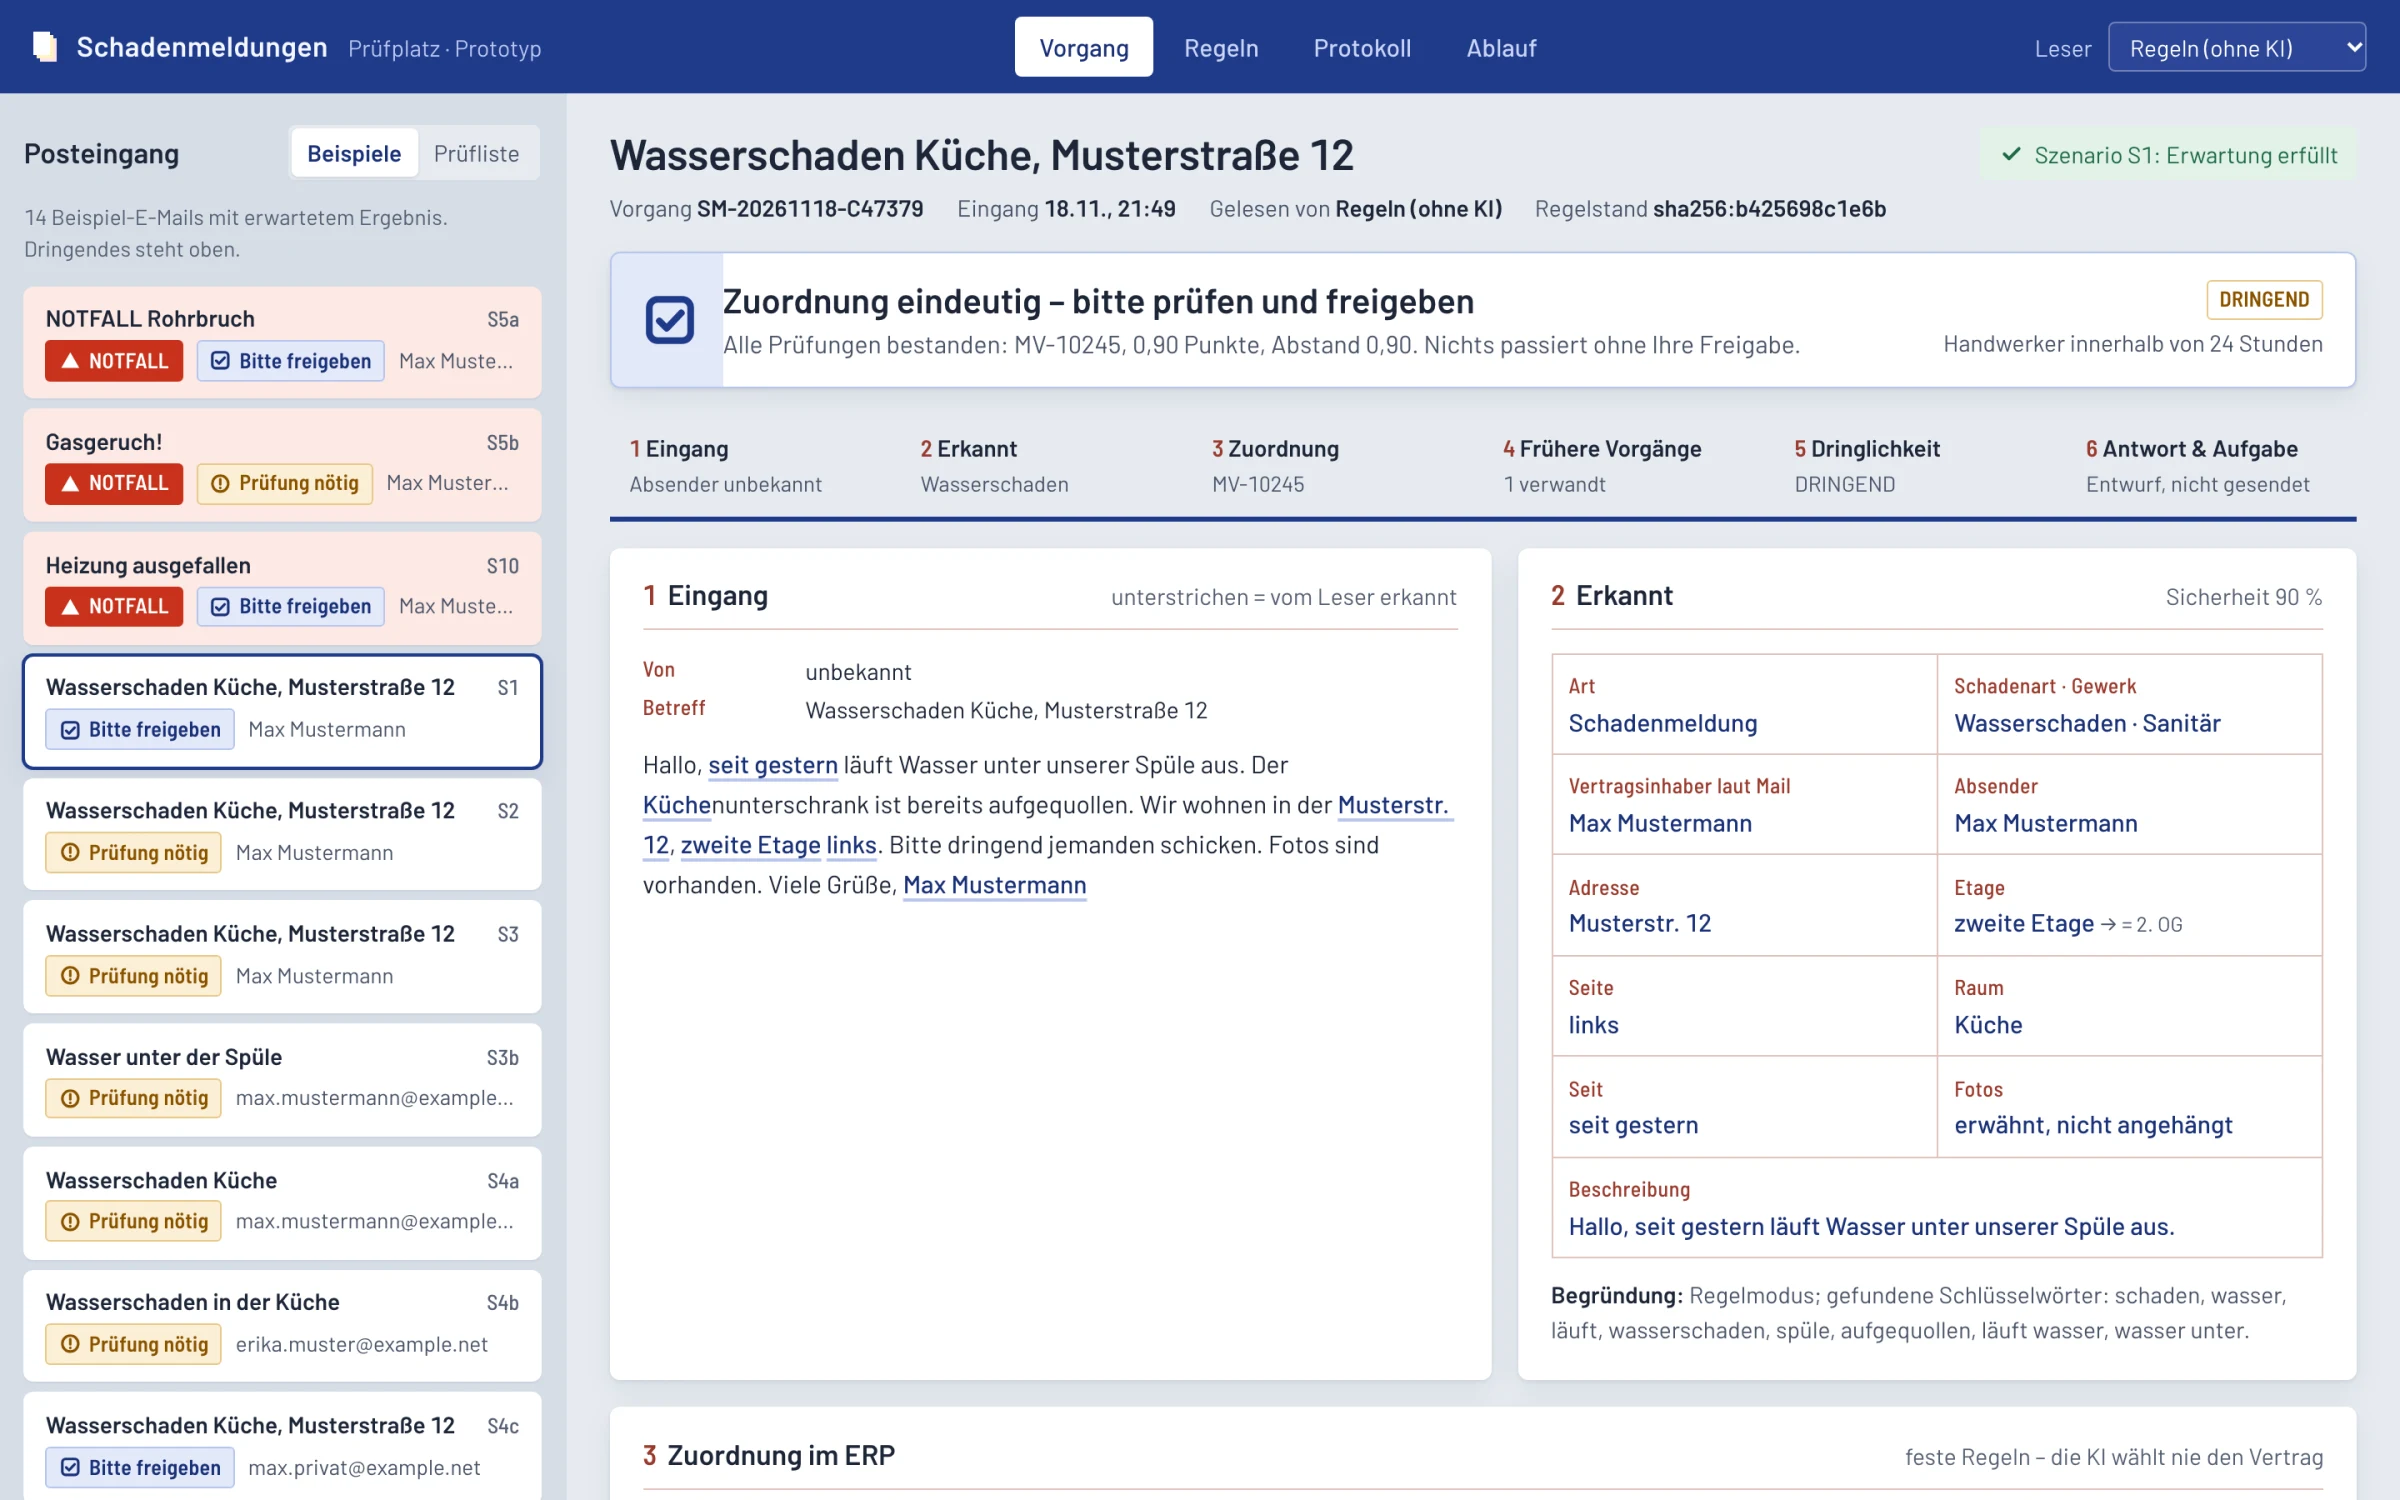 Schadenmeldungen Prüfplatz · Prototyp
Vorgang Regeln Protokoll Ablauf
Leser Regeln (ohne KI)
Posteingang Beispiele Prüfliste
14 Beispiel-E-Mails mit erwartetem Ergebnis.
Dringendes steht oben.
NOTFALL Rohrbruch S5a
NOTFALL Bitte freigeben Max Muste...
Gasgeruch! S5b
NOTFALL Prüfung nötig Max Muster...
Heizung ausgefallen S10
NOTFALL Bitte freigeben Max Muste...
Wasserschaden Küche, Musterstraße 12 S1
Bitte freigeben Max Mustermann
Wasserschaden Küche, Musterstraße 12 S2
Prüfung nötig Max Mustermann
Wasserschaden Küche, Musterstraße 12 S3
Prüfung nötig Max Mustermann
Wasser unter der Spüle S3b
Prüfung nötig max.mustermann@example...
Wasserschaden Küche S4a
Prüfung nötig max.mustermann@example...
Wasserschaden in der Küche S4b
Prüfung nötig erika.muster@example.net
Wasserschaden Küche, Musterstraße 12 S4c
Bitte freigeben max.privat@example.net
Wasserschaden Küche, Musterstraße 12
Szenario S1: Erwartung erfüllt
Vorgang SM-20261118-C47379 Eingang 18.11., 21:49 Gelesen von Regeln (ohne KI) Regelstand sha256:b425698c1e6b
Zuordnung eindeutig – bitte prüfen und freigeben
DRINGEND
Alle Prüfungen bestanden: MV-10245, 0,90 Punkte, Abstand 0,90. Nichts passiert ohne Ihre Freigabe.
Handwerker innerhalb von 24 Stunden
1 Eingang
Absender unbekannt
2 Erkannt
Wasserschaden
3 Zuordnung
MV-10245
4 Frühere Vorgänge
1 verwandt
5 Dringlichkeit
DRINGEND
6 Antwort & Aufgabe
Entwurf, nicht gesendet
1 Eingang unterstrichen = vom Leser erkannt
Von unbekannt
Betreff Wasserschaden Küche, Musterstraße 12
Hallo, seit gestern läuft Wasser unter unserer Spüle aus. Der
Küchenunterschrank ist bereits aufgequollen. Wir wohnen in der Musterstr.
12, zweite Etage links. Bitte dringend jemanden schicken. Fotos sind
vorhanden. Viele Grüße, Max Mustermann
2 Erkannt Sicherheit 90 %
Art
Schadenmeldung
Schadenart · Gewerk
Wasserschaden · Sanitär
Vertragsinhaber laut Mail
Max Mustermann
Absender
Max Mustermann
Adresse
Musterstr. 12
Etage
zweite Etage → = 2. OG
Seite
links
Raum
Küche
Seit
seit gestern
Fotos
erwähnt, nicht angehängt
Beschreibung
Hallo, seit gestern läuft Wasser unter unserer Spüle aus.
Begründung: Regelmodus; gefundene Schlüsselwörter: schaden, wasser,
läuft, wasserschaden, spüle, aufgequollen, läuft wasser, wasser unter.
3 Zuordnung im ERP feste Regeln – die KI wählt nie den Vertrag